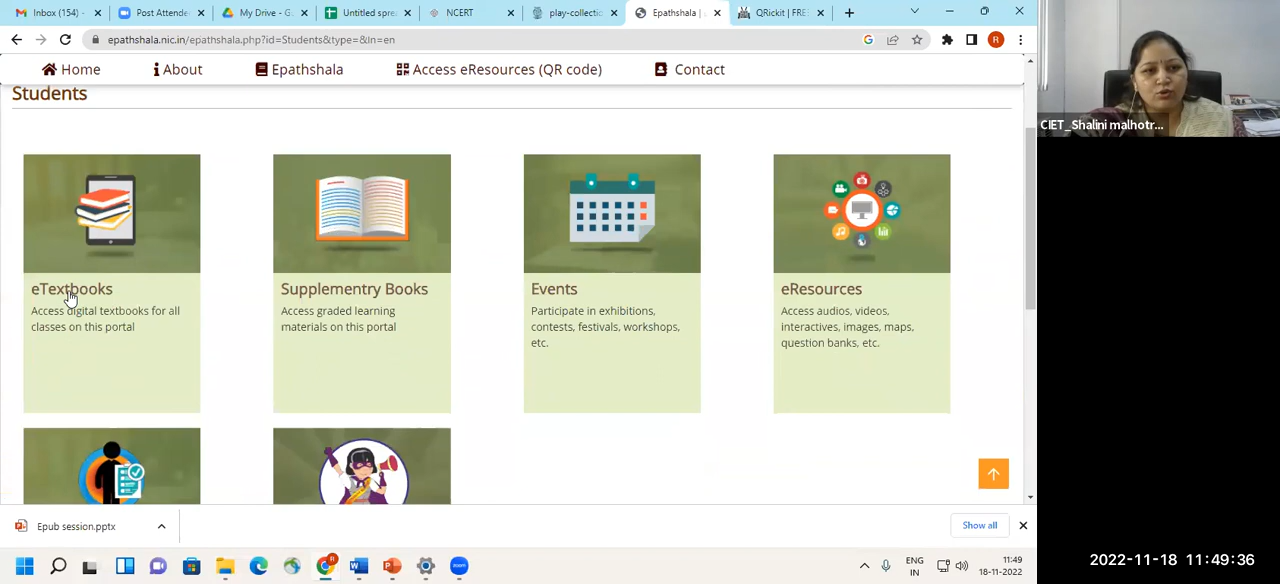 Inbox (154) -
Post Attende
My Drive - G
Untitled spre
NCERT
play-collectio
Epathshala |
QRickit | FRE
epathshala.nic.in/epathshala.php?id=Students&type=&ln=en
R
Home
About
Epathshala
Access eResources (QR code)
Contact
Students
eTextbooks
Access digital textbooks for all
classes on this portal
Supplementry Books
Access graded learning
materials on this portal
Events
Participate in exhibitions,
contests, festivals, workshops,
etc.
eResources
Access audios, videos,
interactives, images, maps,
question banks, etc.
CIET_Shalini malhotr...
Epub session.pptx
Show all
ENG
IN
11:49
18-11-2022
2022-11-18 11:49:36